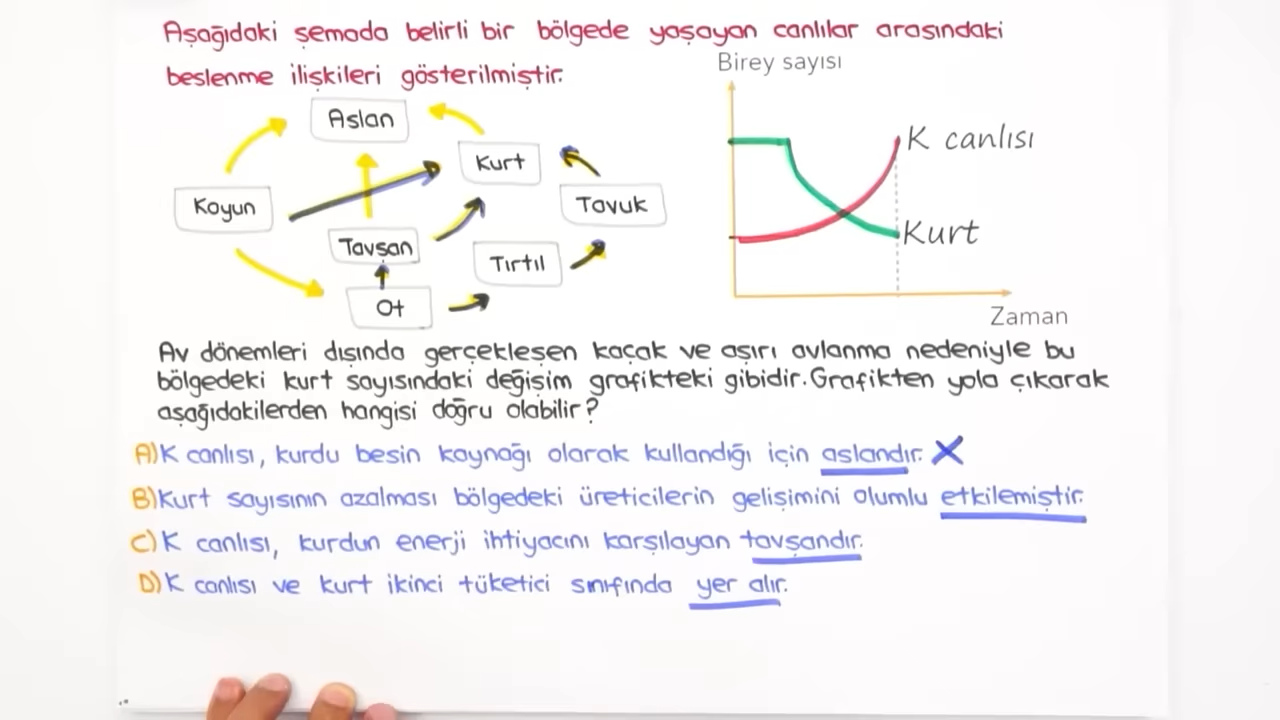 Aşağıdaki şemada belirli bir bölgede yaşayan canlılar arasındaki
beslenme ilişkileri gösterilmiştir.
Aslan
Kurt
Koyun
Tavuk
Tavşan
Tırtıl
Ot
Birey sayısı
K canlısı
Kurt
Zaman
Av dönemleri dışında gerçekleşen kaçak ve aşırı avlanma nedeniyle bu
bölgedeki kurt sayısındaki değişim grafikteki gibidir. Grafikten yola çıkarak
aşağıdakilerden hangisi doğru olabilir?
A) K canlısı, kurdu besin kaynağı olarak kullandığı için aslandır. X
B) Kurt sayısının azalması bölgedeki üreticilerin gelişimini olumlu etkilemiştir.
C) K canlısı, kurdun enerji ihtiyacını karşılayan tavşandır.
D) K canlısı ve kurt ikinci tüketici sınıfında yer alır.